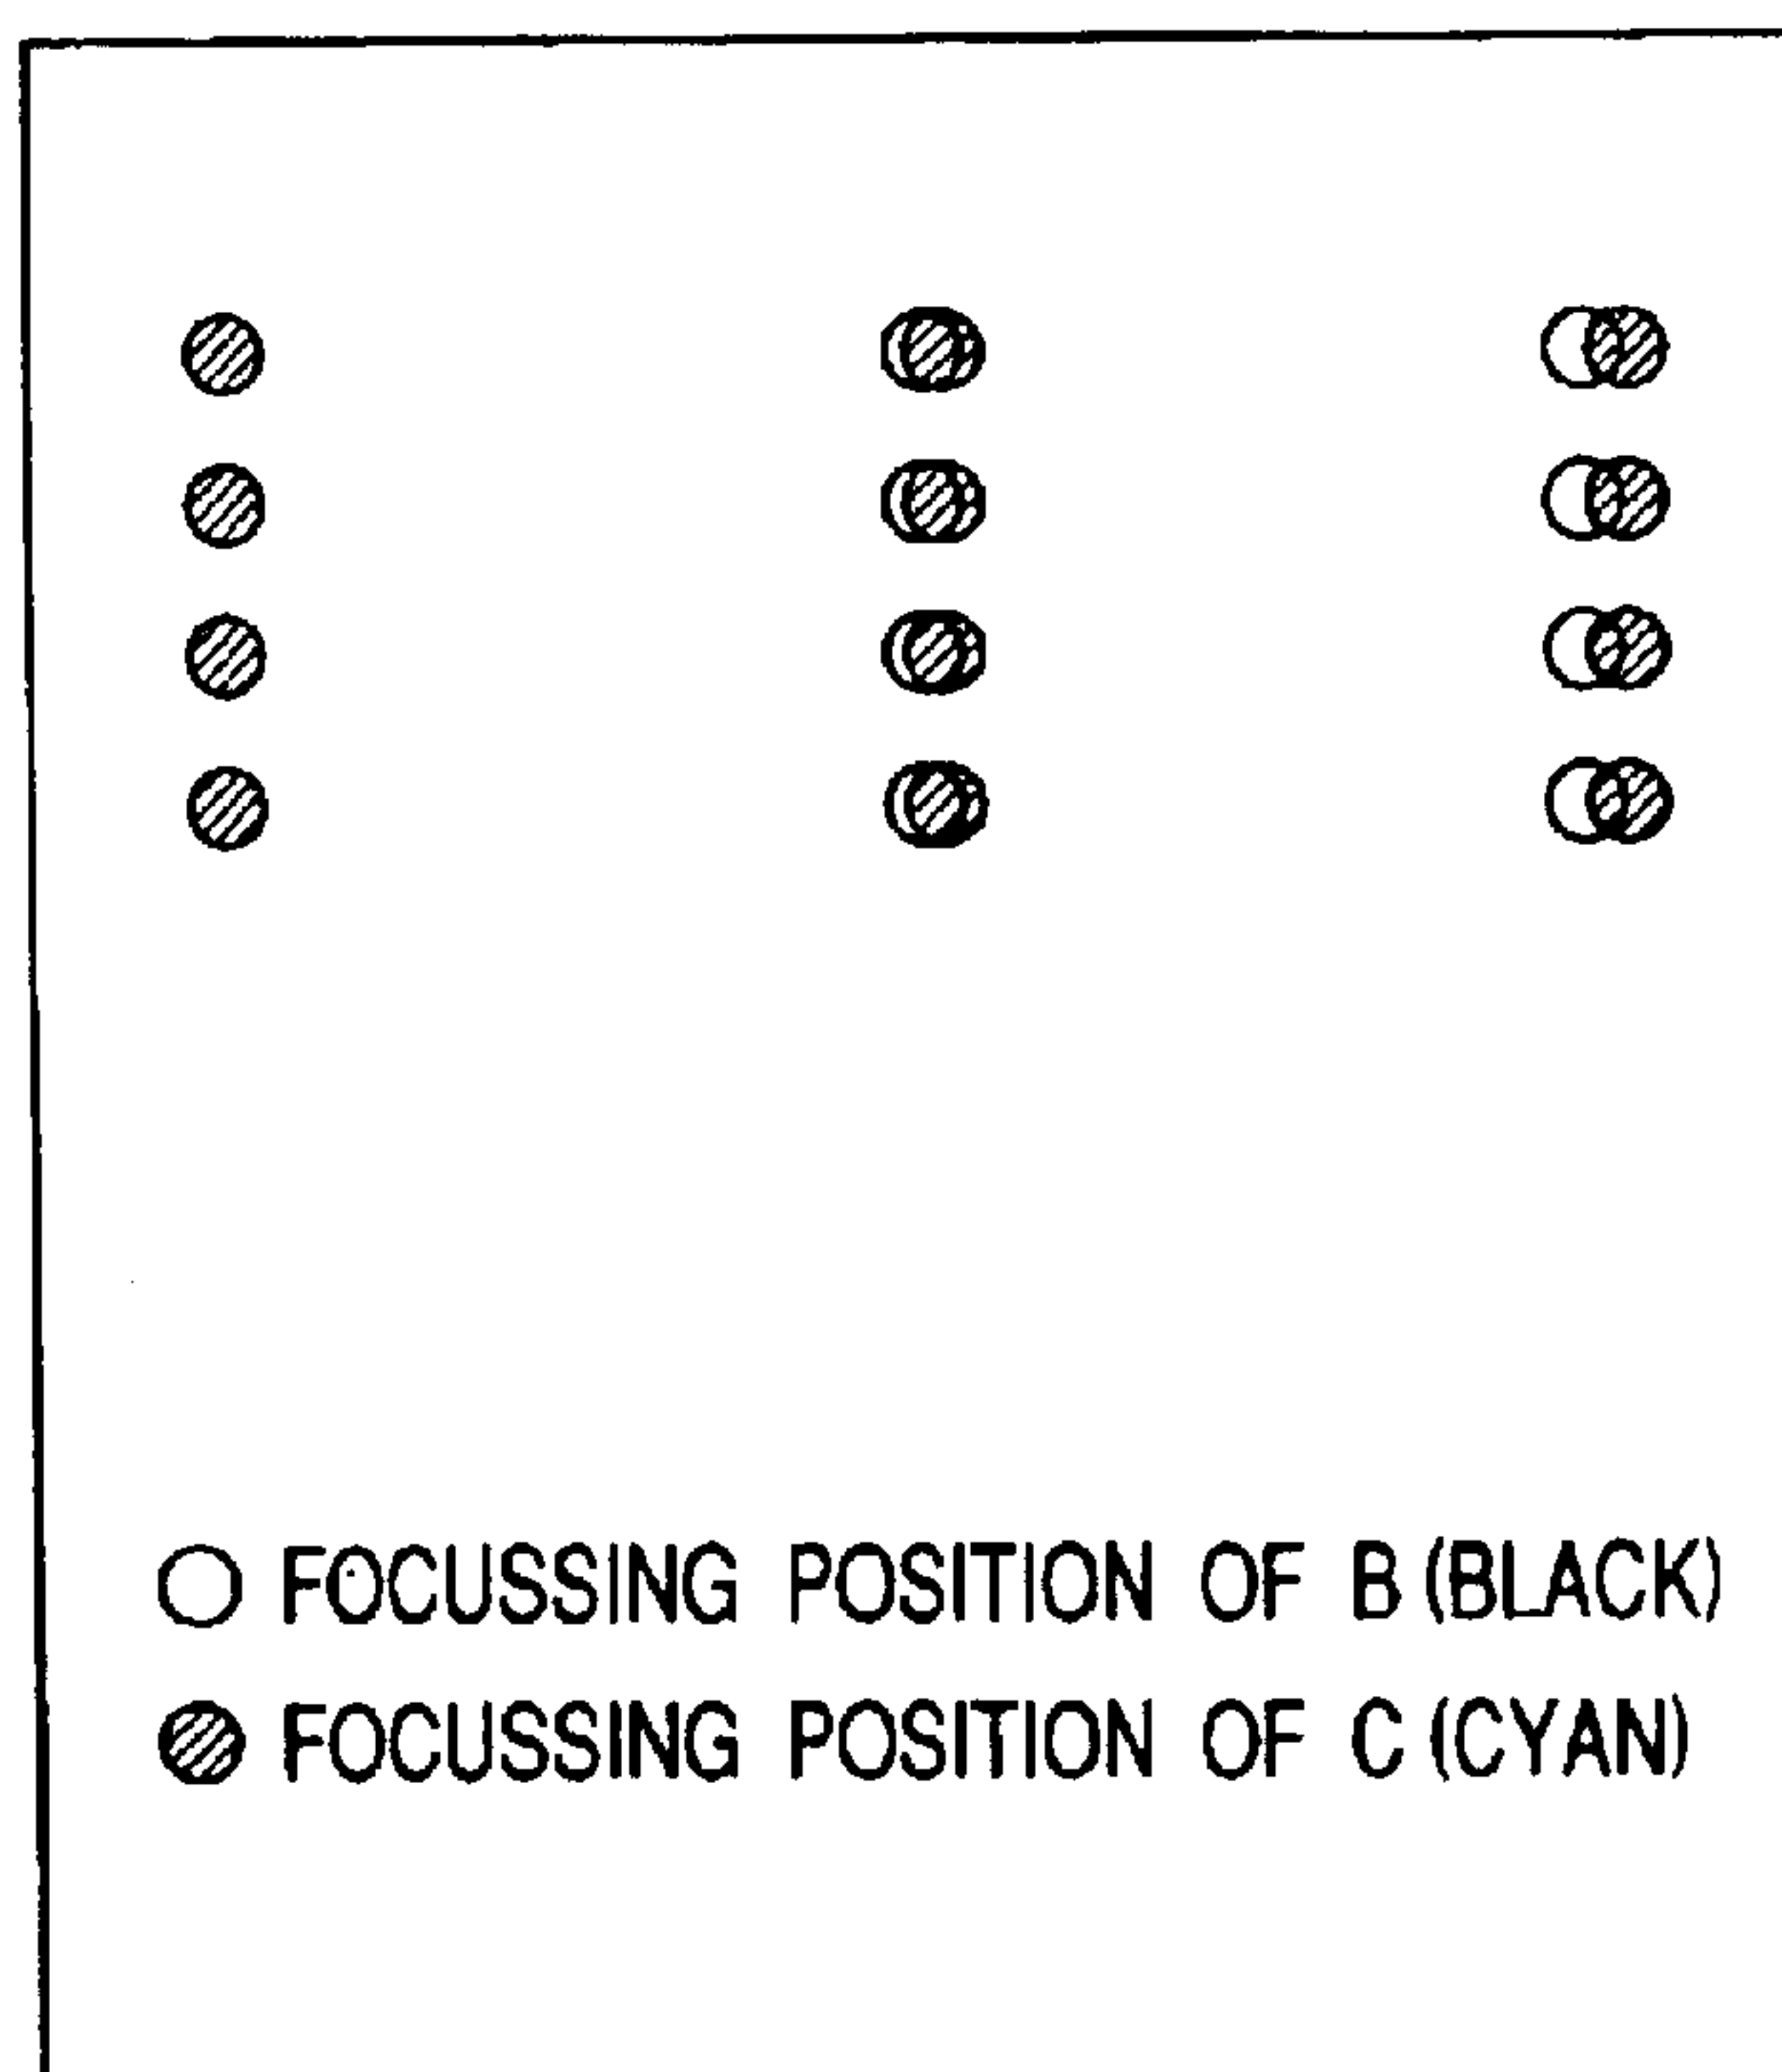 FOCUSSING POSITION OF B (BLACK)
FOCUSSING POSITION OF C (CYAN)